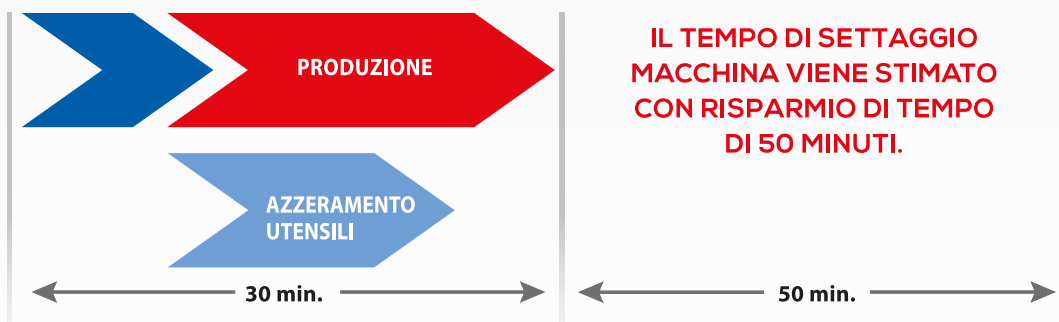 PRODUZIONE
IL TEMPO DI SETTAGGIO
MACCHINA VIENE STIMATO
CON RISPARMIO DI TEMPO
DI 50 MINUTI.
AZZERAMENTO
UTENSILI
30 min.
50 min.